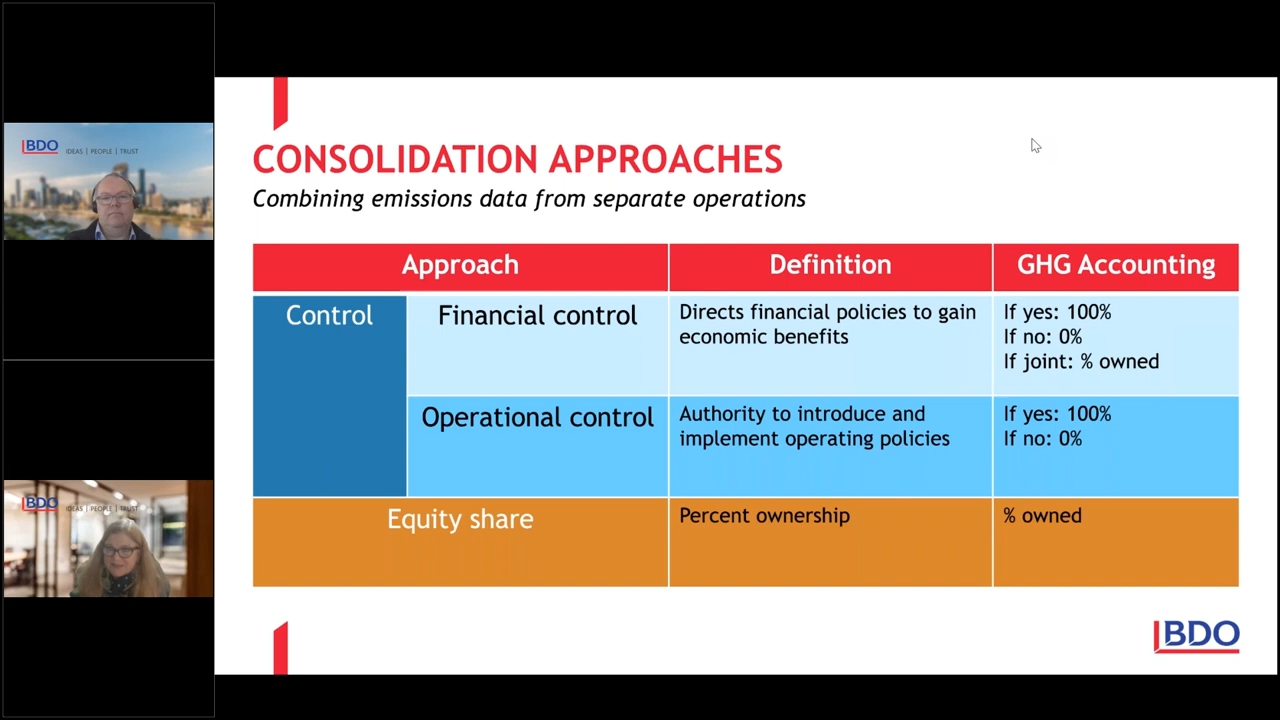 BDO IDEAS | PEOPLE | TRUST
BDO IDEAS | PEOPLE | TRUST
CONSOLIDATION APPROACHES
Combining emissions data from separate operations
Approach
Definition
GHG Accounting
Control
Financial control
Directs financial policies to gain
economic benefits
If yes: 100%
If no: 0%
If joint: % owned
Operational control
Authority to introduce and
implement operating policies
If yes: 100%
If no: 0%
Equity share
Percent ownership
% owned
BDO